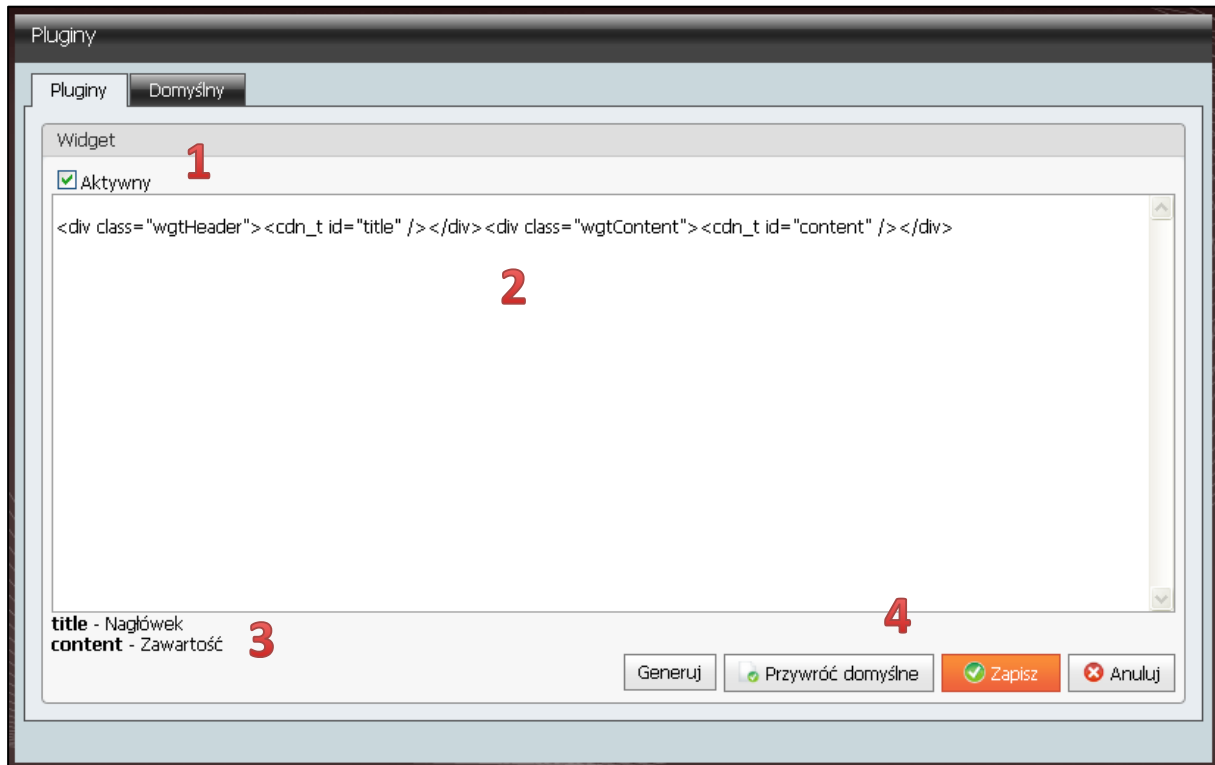 Pluginy
Pluginy Domyślny
Widget
1
Aktywny
<div class="wgtHeader"><cdn_t id="title" /></div><div class="wgtContent"><cdn_t id="content" /></div>
2
title - Nagłówek
content - Zawartość
3
4
Generuj Przywróć domyślne Zapisz Anuluj